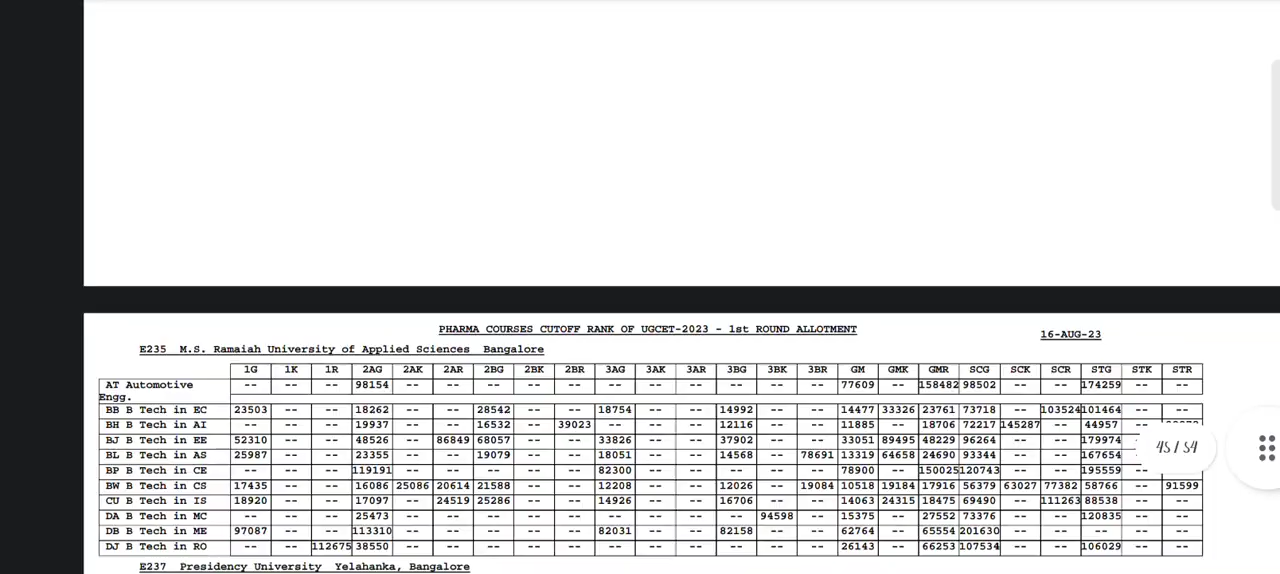 PHARMA COURSES CUTOFF RANK OF UGCET-2023 - 1st ROUND ALLOTMENT
16-AUG-23
E235 M.S. Ramaiah University of Applied Sciences Bangalore
1G 1K 1R 2AG 2AK 2AR 2BG 2BK 2BR 3AG 3AK 3AR 3BG 3BK 3BR GM GMK GMR SCG SCK SCR STG STK STR
AT Automotive -- -- -- 98154 -- -- -- -- -- -- -- -- -- -- -- 77609 -- 158482 98502 -- -- 174259 -- --
Engg.
BB B Tech in EC 23503 -- -- 18262 -- -- 28542 -- -- 18754 -- -- 14992 -- -- 14477 33326 23761 73718 -- 103524 101464 -- --
BH B Tech in AI -- -- -- 19937 -- -- 16532 -- 39023 -- -- -- 12116 -- -- 11885 -- 18706 72217 145287 -- 44957 --
BJ B Tech in EE 52310 -- -- 48526 -- 86849 68057 -- -- 33826 -- -- 37902 -- -- 33051 89495 48229 96264 -- -- 179974
BL B Tech in AS 25987 -- -- 23355 -- -- 19079 -- -- 18051 -- -- 14568 -- 78691 13319 64658 24690 93344 -- -- 167654
BP B Tech in CE -- -- -- 119191 -- -- -- -- -- 82300 -- -- -- -- -- 78900 -- 150025 120743 -- -- 195559
BW B Tech in CS 17435 -- -- 16086 25086 20614 21588 -- -- 12208 -- -- 12026 -- 19084 10518 19184 17916 56379 63027 77382 58766 -- 91599
CU B Tech in IS 18920 -- -- 17097 -- 24519 25286 -- -- 14926 -- -- 16706 -- -- 14063 24315 18475 69490 -- 111263 88538 -- --
DA B Tech in MC -- -- -- 25473 -- -- -- -- -- -- -- -- -- 94598 -- 15375 -- 27552 73376 -- -- 120835 -- --
DB B Tech in ME 97087 -- -- 113310 -- -- -- -- -- 82031 -- -- 82158 -- -- 62764 -- 65554 201630 -- -- -- -- --
DJ B Tech in RO -- -- 112675 38550 -- -- -- -- -- -- -- -- -- -- -- 26143 -- 66253 107534 -- -- 106029 -- --
45 / 54
E237 Presidency University Yelahanka, Bangalore